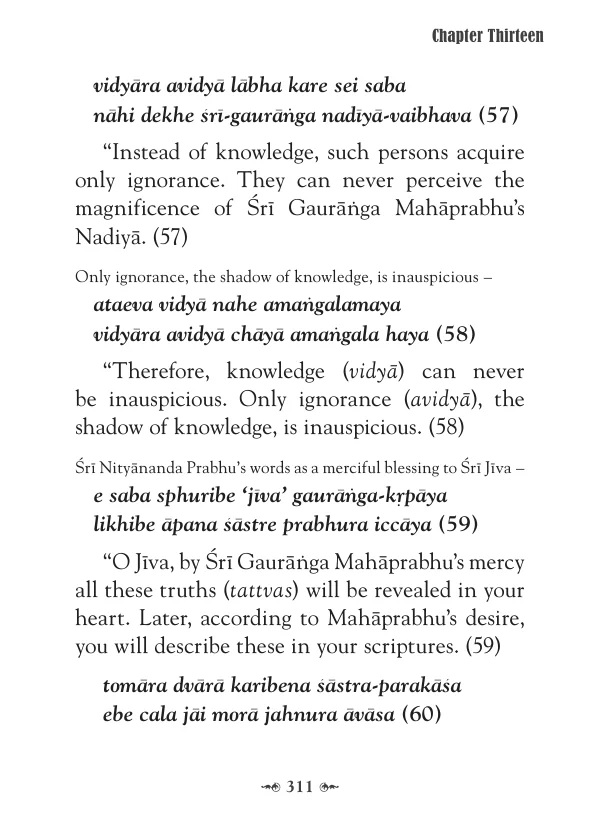 Chapter Thirteen
vidyāra avidyā lābha kare sei saba
nāhi dekhe śrī-gaurāṅga nadīyā-vaibhava (57)
“Instead of knowledge, such persons acquire
only ignorance. They can never perceive the
magnificence of Śrī Gaurāṅga Mahāprabhu’s
Nadiyā. (57)
Only ignorance, the shadow of knowledge, is inauspicious –
ataeva vidyā nahe amaṅgalamaya
vidyāra avidyā chāyā amaṅgala haya (58)
“Therefore, knowledge (vidyā) can never
be inauspicious. Only ignorance (avidyā), the
shadow of knowledge, is inauspicious. (58)
Śrī Nityānanda Prabhu’s words as a merciful blessing to Śrī Jīva –
e saba sphuribe ‘jīva’ gaurāṅga-kṛpāya
likhibe āpana śāstre prabhura iccāya (59)
“O Jīva, by Śrī Gaurāṅga Mahāprabhu’s mercy
all these truths (tattvas) will be revealed in your
heart. Later, according to Mahāprabhu’s desire,
you will describe these in your scriptures. (59)
tomāra dvārā karibena śāstra-parakāśa
ebe cala jāi morā jahnura āvāsa (60)
311